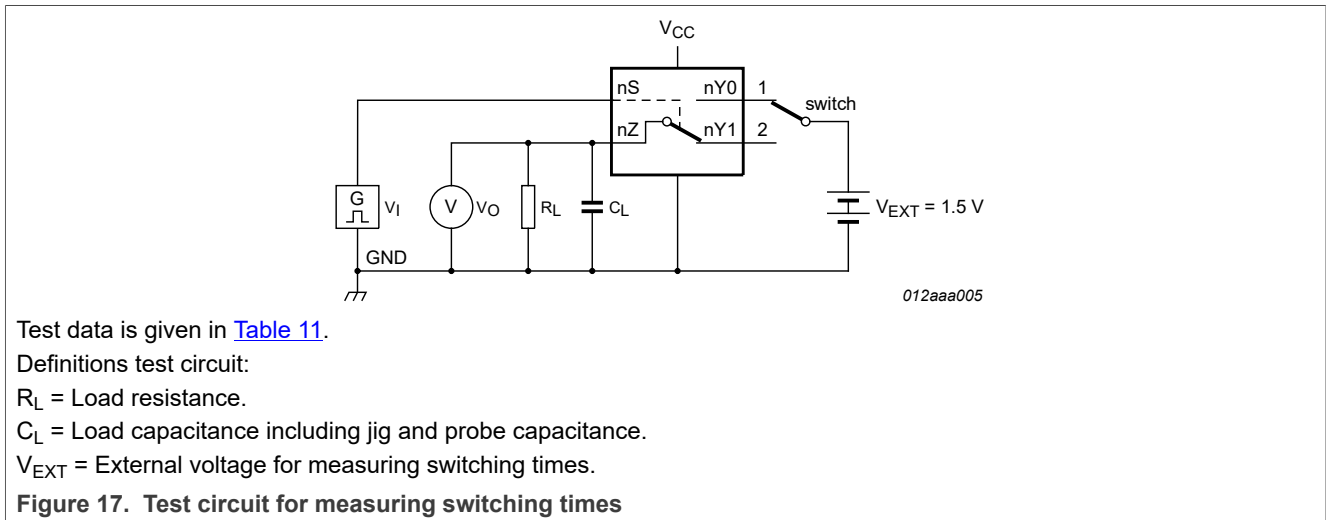 VCC
nS nY0 1
switch
nZ nY1 2
G VI V VO RL CL VEXT = 1.5 V
GND
012aaa005
Test data is given in Table 11.
Definitions test circuit:
RL = Load resistance.
CL = Load capacitance including jig and probe capacitance.
VEXT = External voltage for measuring switching times.
Figure 17. Test circuit for measuring switching times